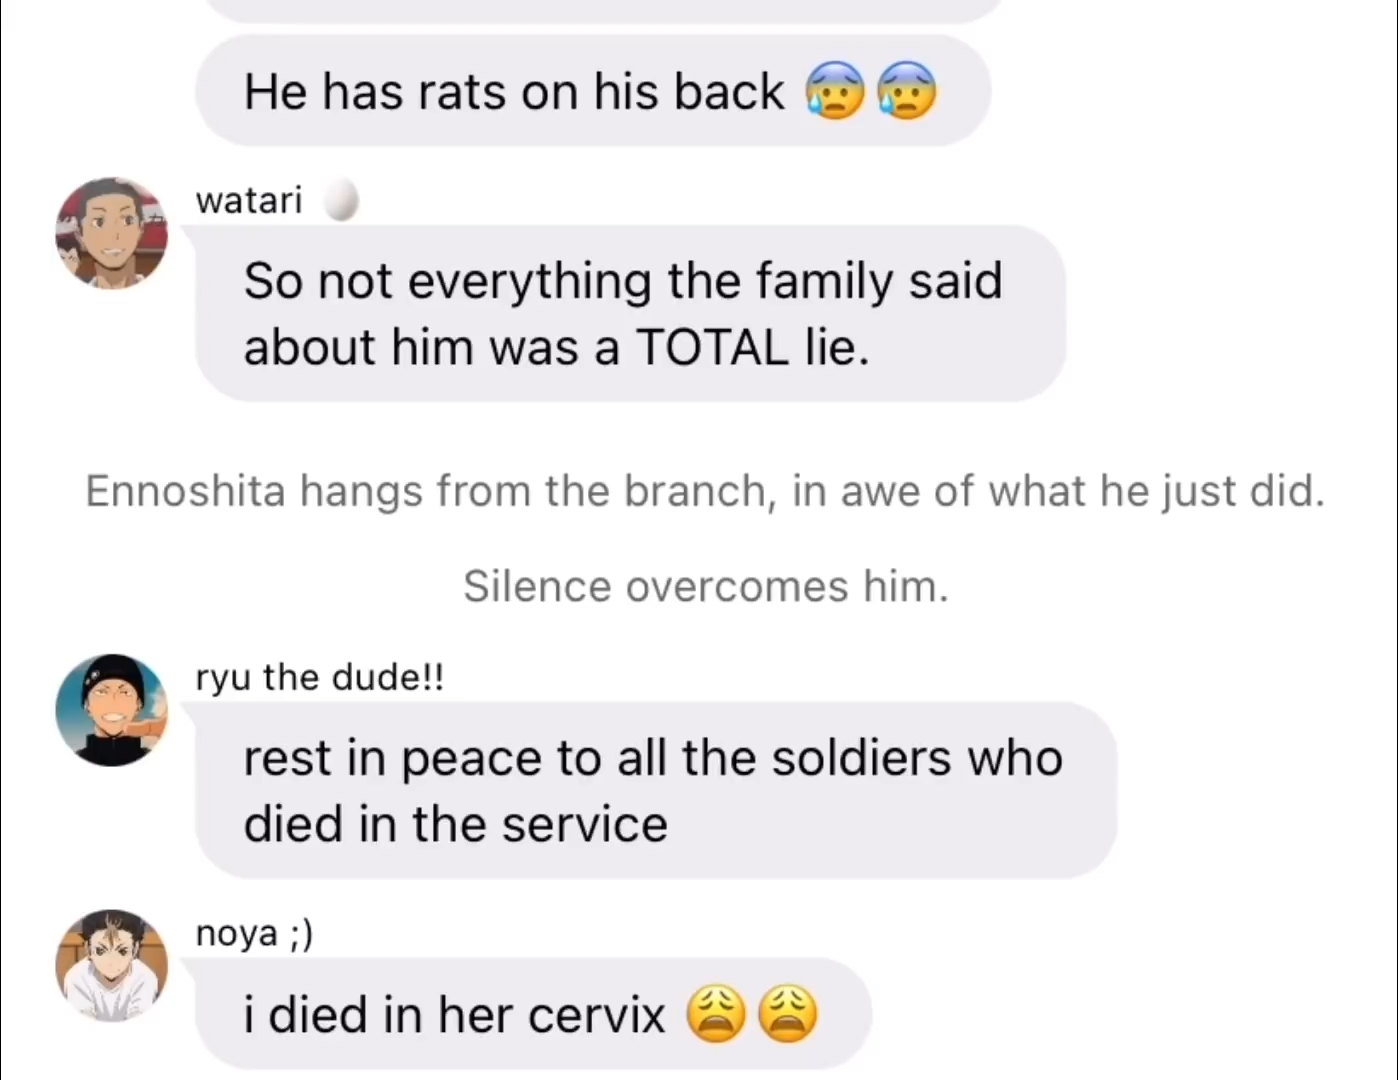 He has rats on his back 😰😰
watari 🥚
So not everything the family said
about him was a TOTAL lie.
Ennoshita hangs from the branch, in awe of what he just did.
Silence overcomes him.
ryu the dude!!
rest in peace to all the soldiers who
died in the service
noya ;)
i died in her cervix 😩😩